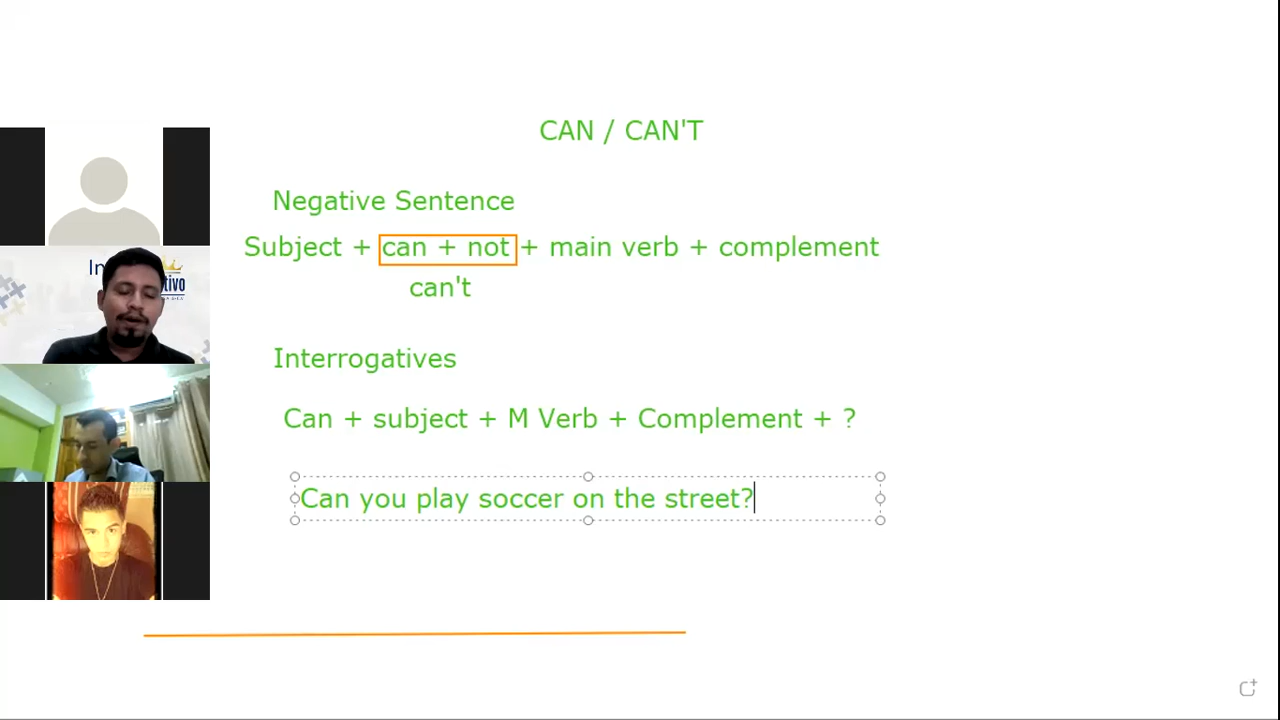 CAN / CAN'T
Negative Sentence
Subject + can + not + main verb + complement
can't
Interrogatives
Can + subject + M Verb + Complement + ?
Can you play soccer on the street?